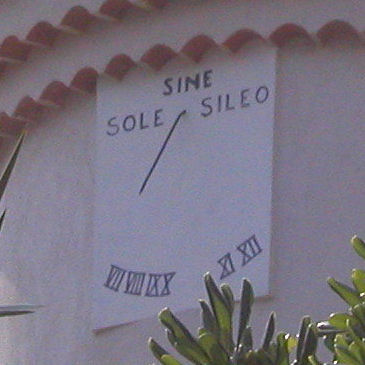 SINE
SOLE SILEO
VII VIII IX X XI XII